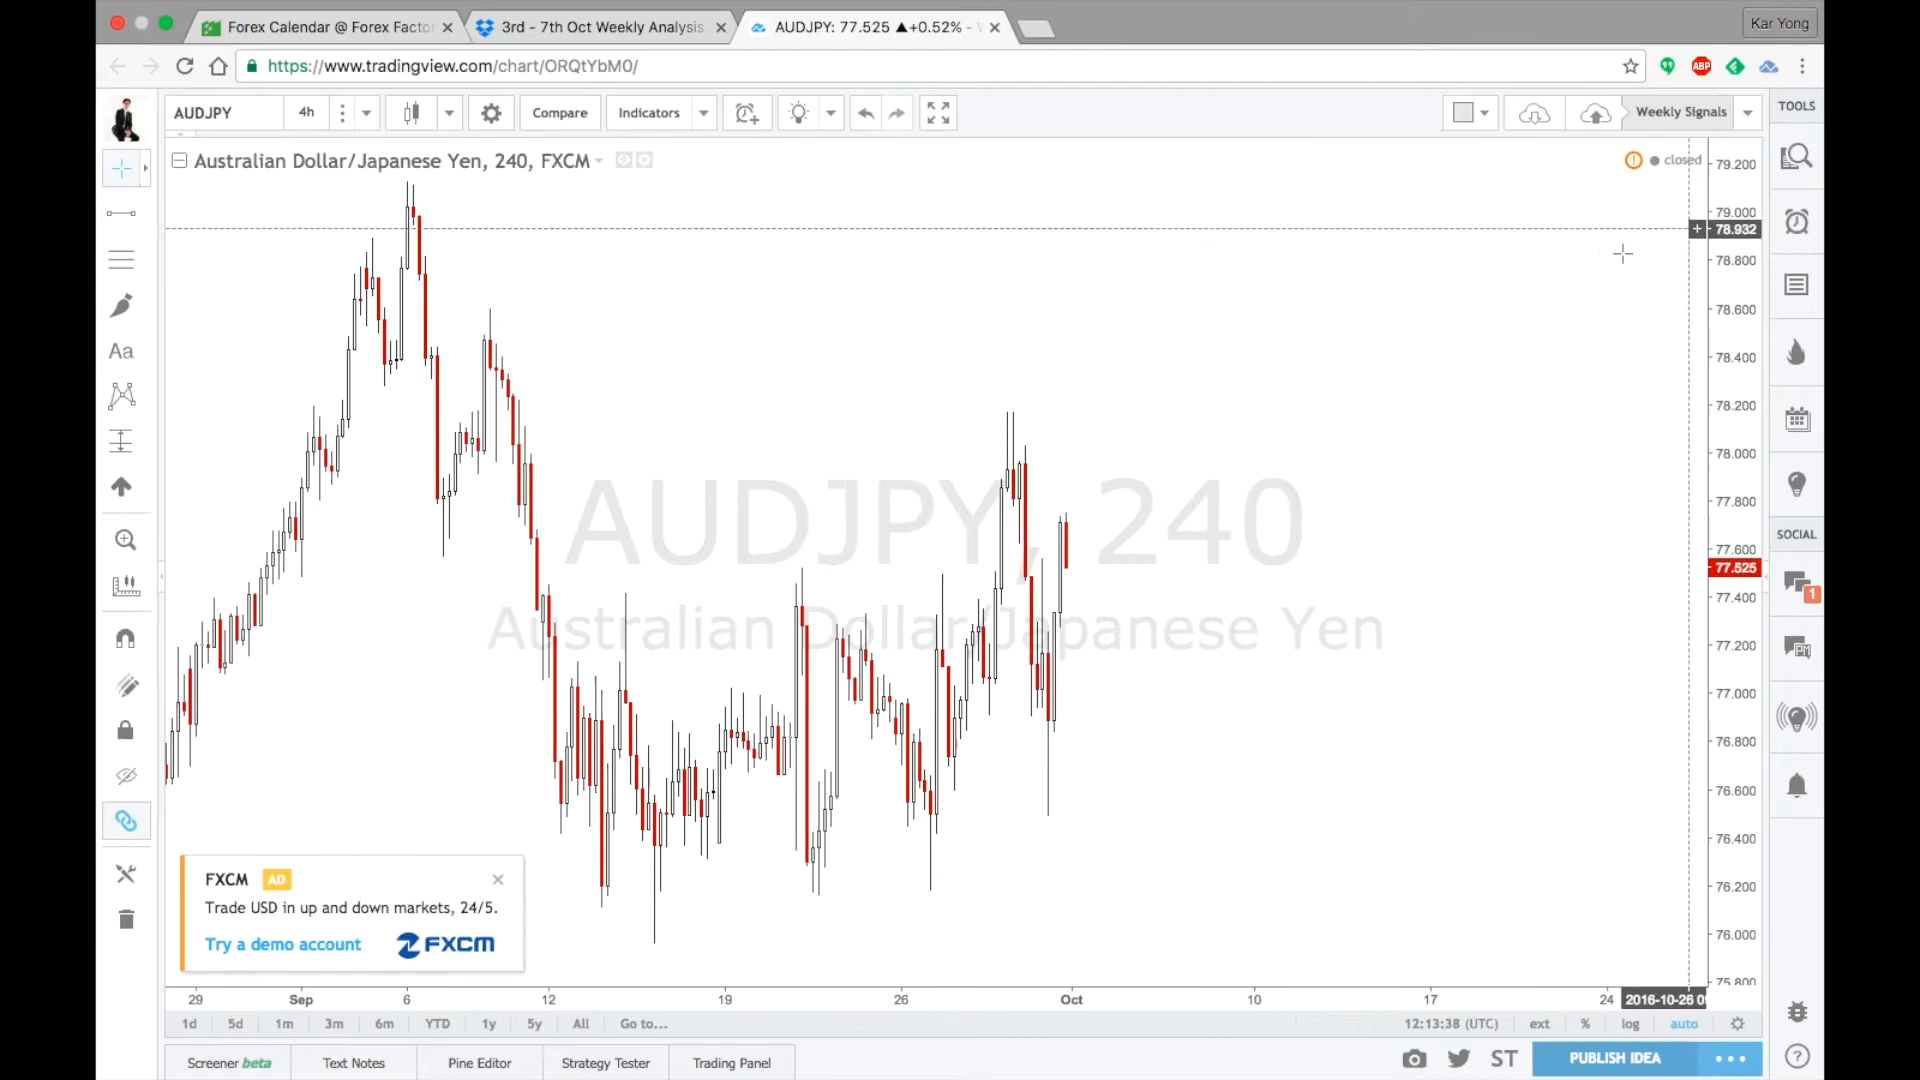 Forex Calendar @ Forex Facto
3rd - 7th Oct Weekly Analysis
AUDJPY: 77.525 ▲+0.52% -
Kar Yong
https://www.tradingview.com/chart/ORQtYbM0/
ABP
AUDJPY
4h
Compare
Indicators
Weekly Signals
TOOLS
Australian Dollar/Japanese Yen, 240, FXCM
closed
79.200
79.000
78.932
78.800
78.600
78.400
78.200
78.000
77.800
77.600
77.525
77.400
77.200
77.000
76.800
76.600
76.400
76.200
76.000
75.800
Aa
SOCIAL
1
PM
AUDJPY, 240
Australian Dollar/Japanese Yen
FXCM AD
Trade USD in up and down markets, 24/5.
Try a demo account FXCM
29 Sep 6 12 19 26 Oct 10 17 24 2016-10-26
1d 5d 1m 3m 6m YTD 1y 5y All Go to... 12:13:38 (UTC) ext % log auto
Screener beta Text Notes Pine Editor Strategy Tester Trading Panel ST PUBLISH IDEA